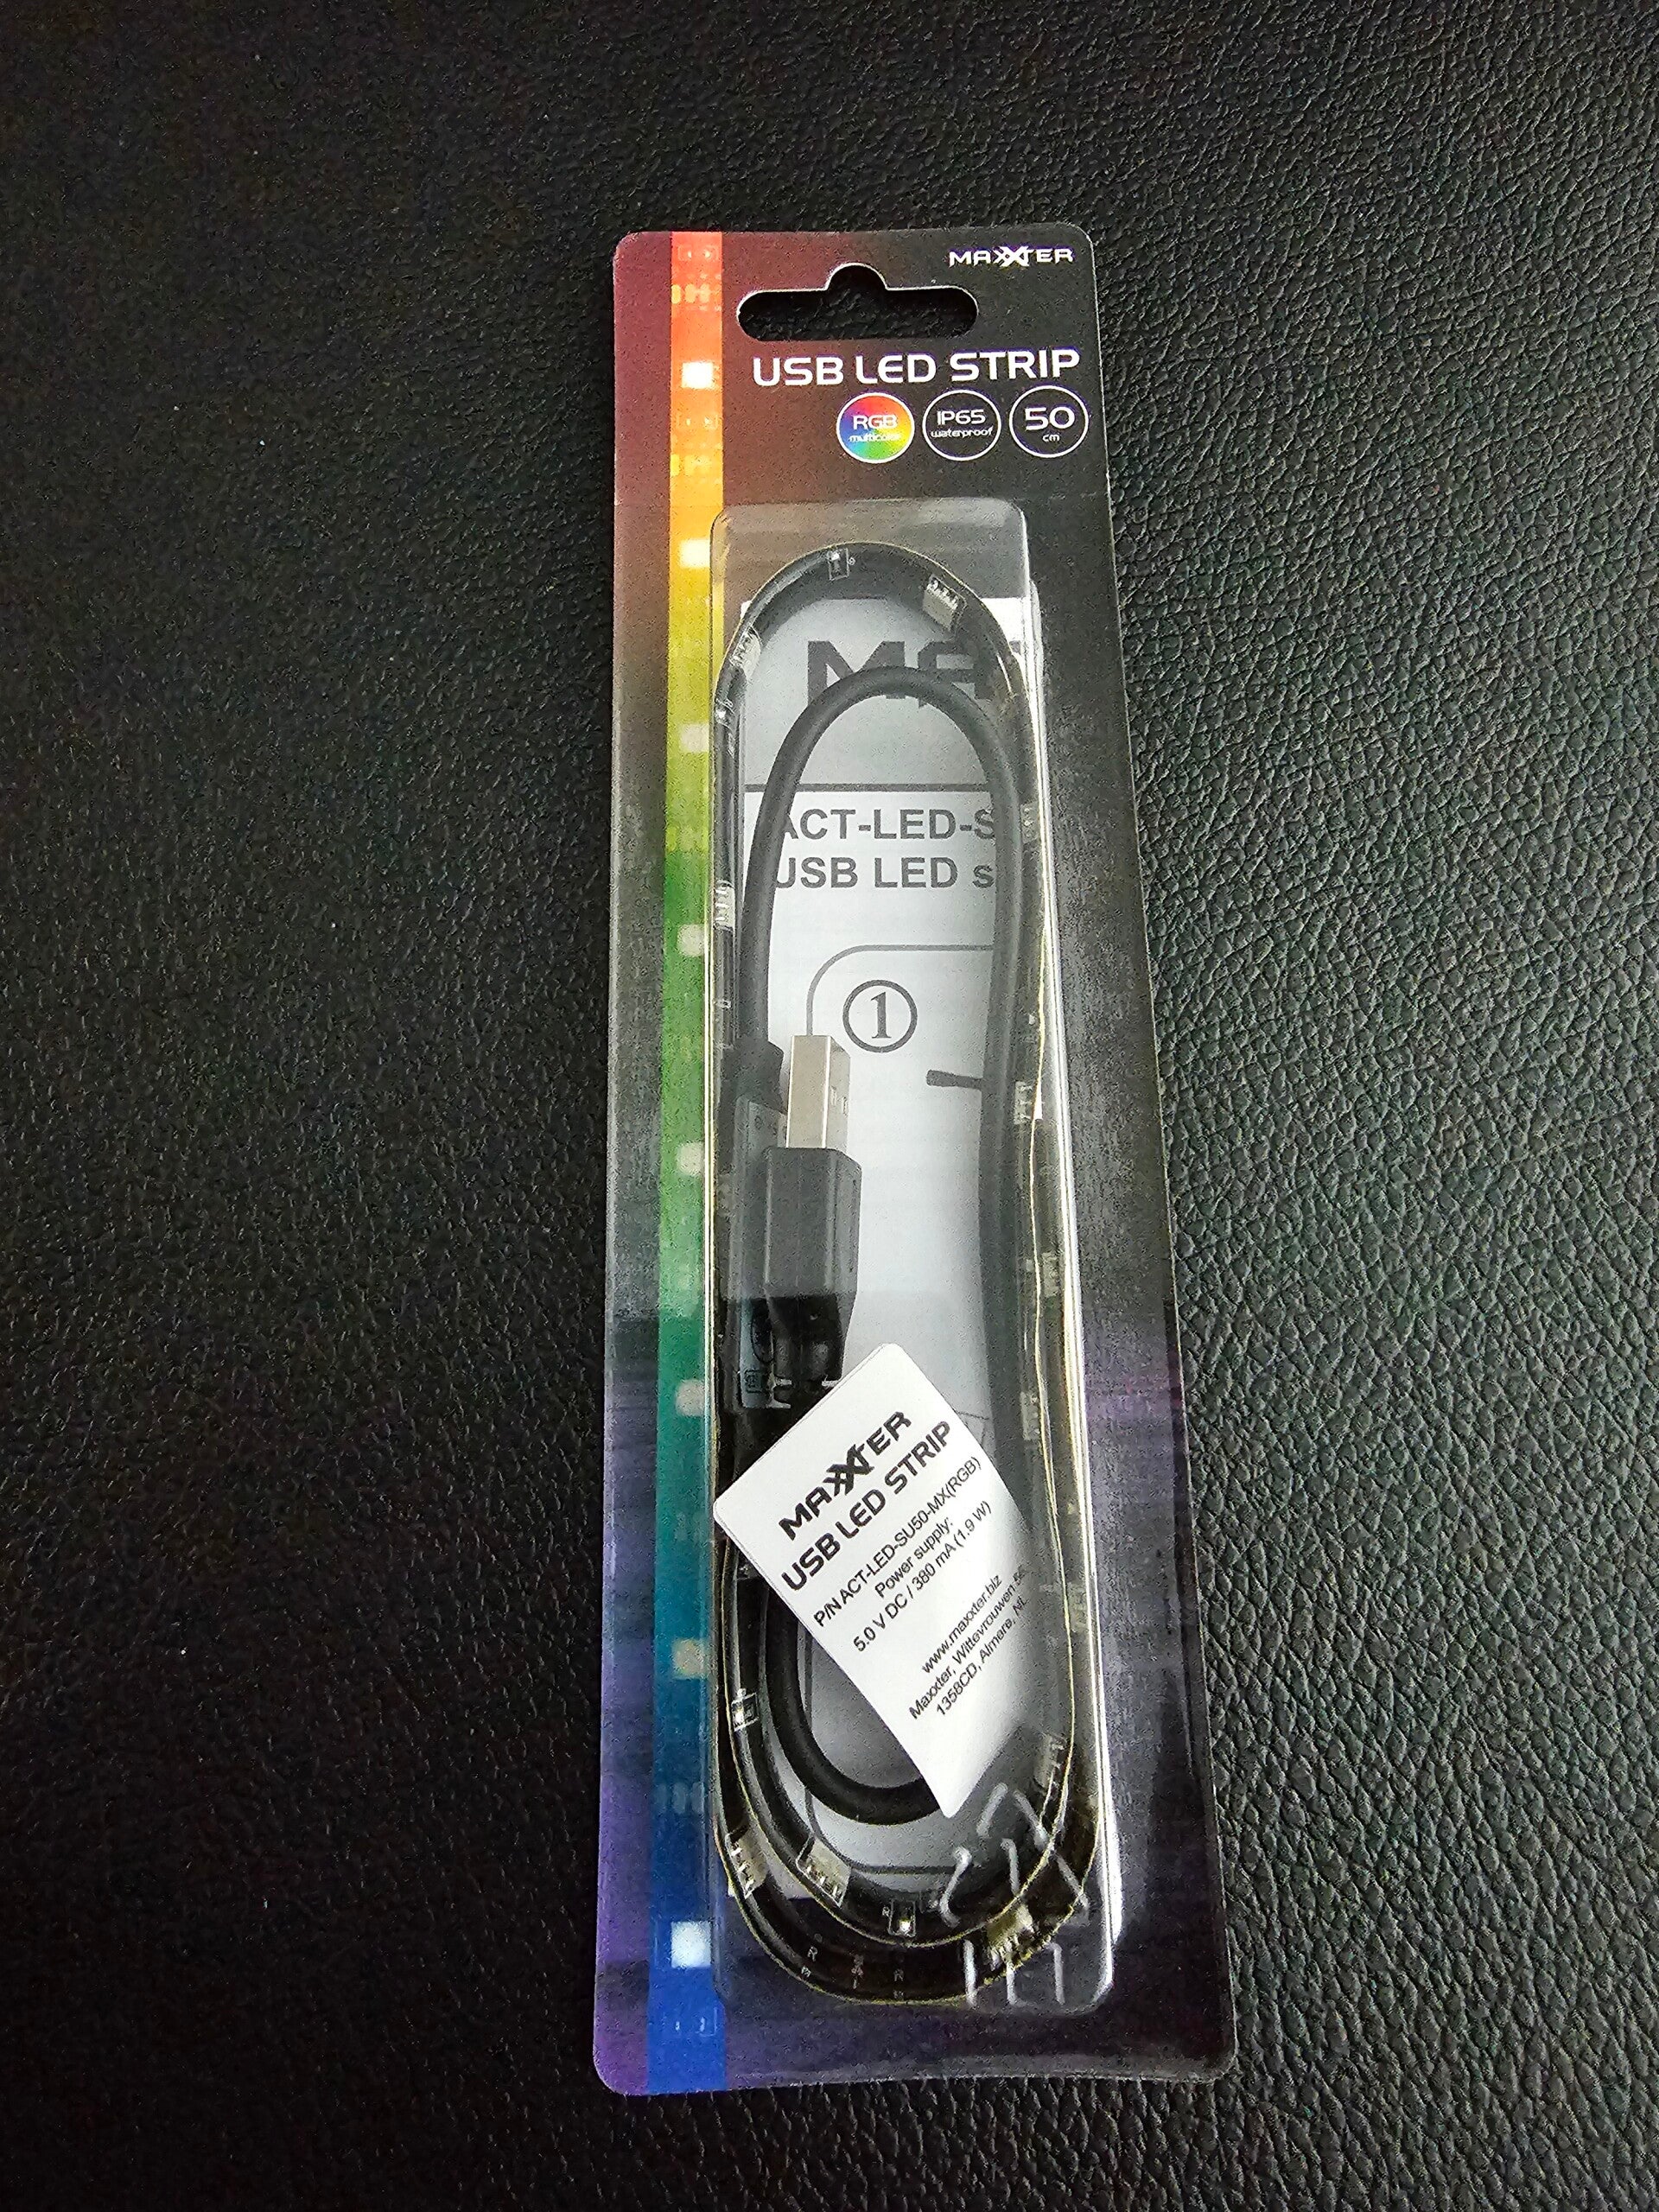 MAXXTER
USB LED STRIP
RGB
multicolor
IP65
waterproof
50
cm
ACT-LED-S
USB LED s
1
MAXXTER
USB LED STRIP
P/N ACT-LED-SU50-MX(RGB)
Power supply:
5.0 V DC / 380 mA (1.9 W)
www.maxxter.biz
Maxxter, Wittevrouwen 56
1358CD, Almere, NL